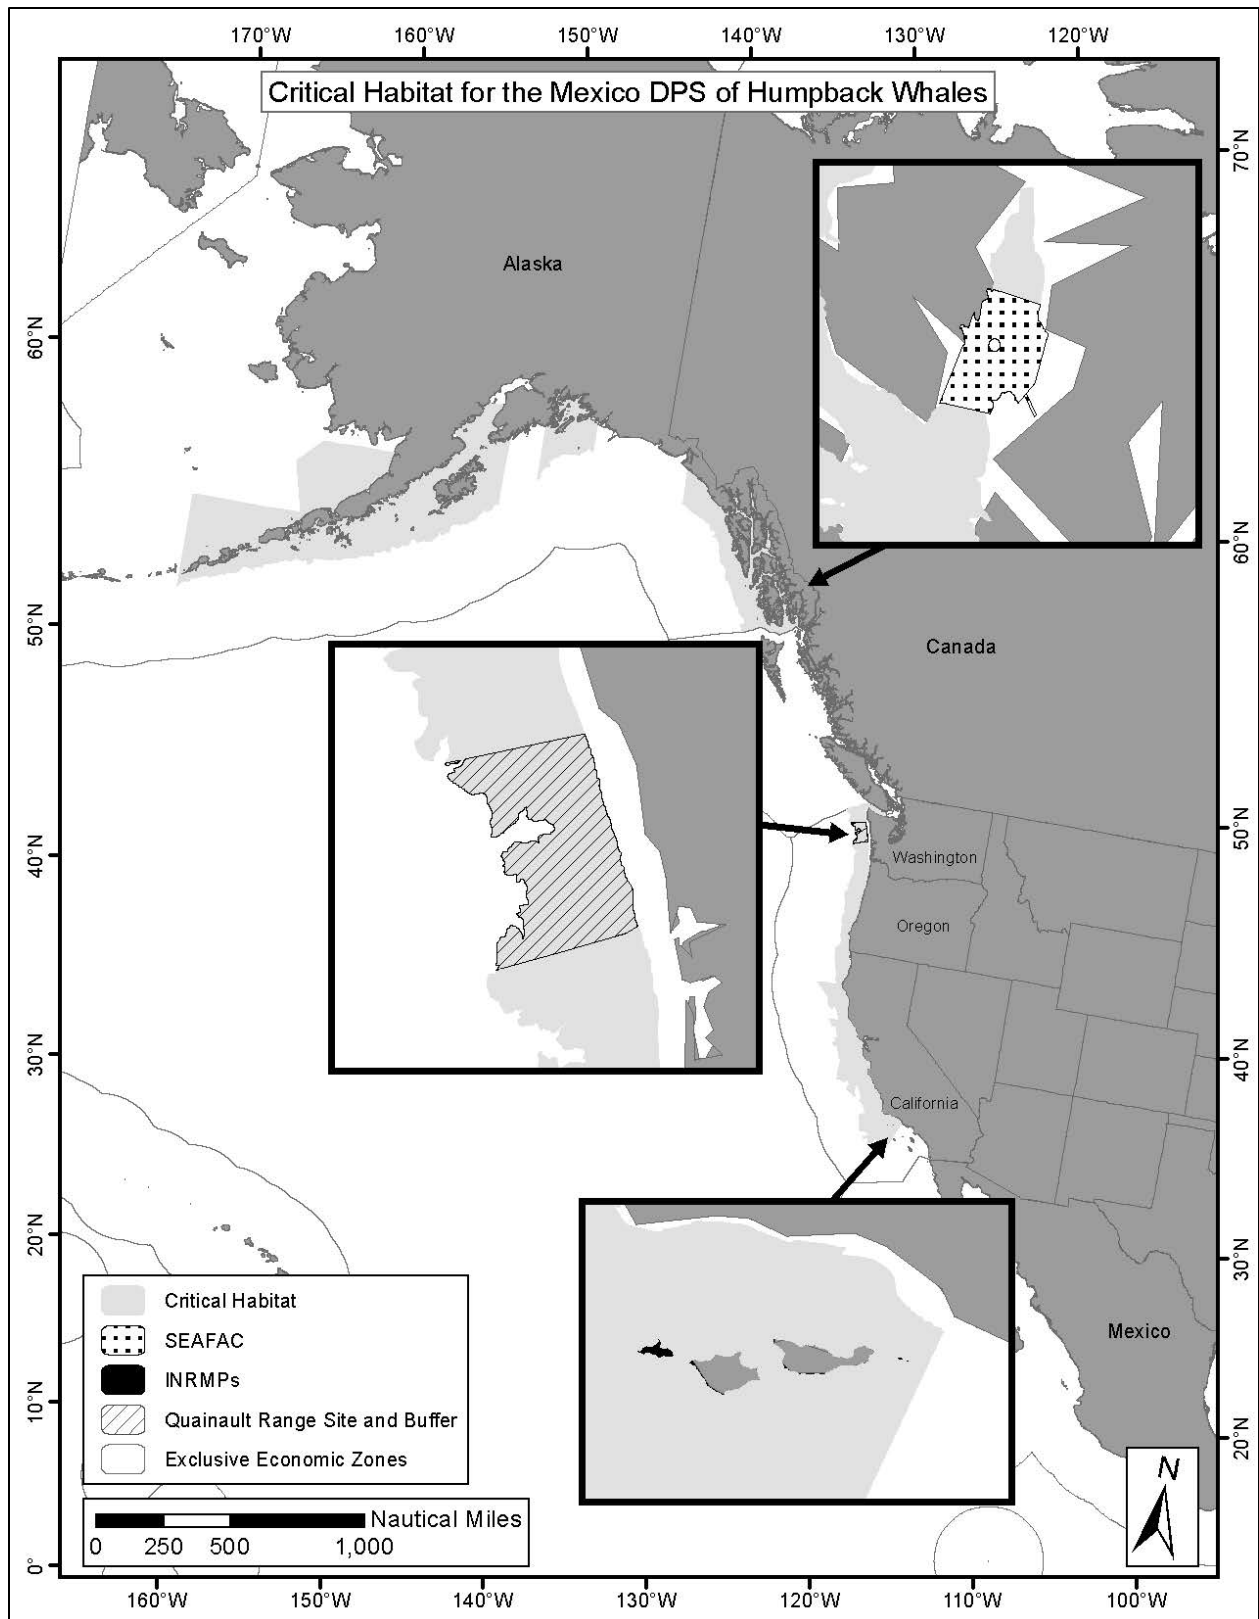 170°W 160°W 150°W 140°W 130°W 120°W
Critical Habitat for the Mexico DPS of Humpback Whales
70°N
Alaska
60°N
60°N
50°N
Canada
50°N
Washington
40°N
Oregon
30°N
40°N
California
20°N
30°N
Critical Habitat
SEAFAC
INRMPs
Quainault Range Site and Buffer
Exclusive Economic Zones
Mexico
10°N
20°N
N
Nautical Miles
0 250 500 1,000
0°
160°W 150°W 140°W 130°W 120°W 110°W 100°W